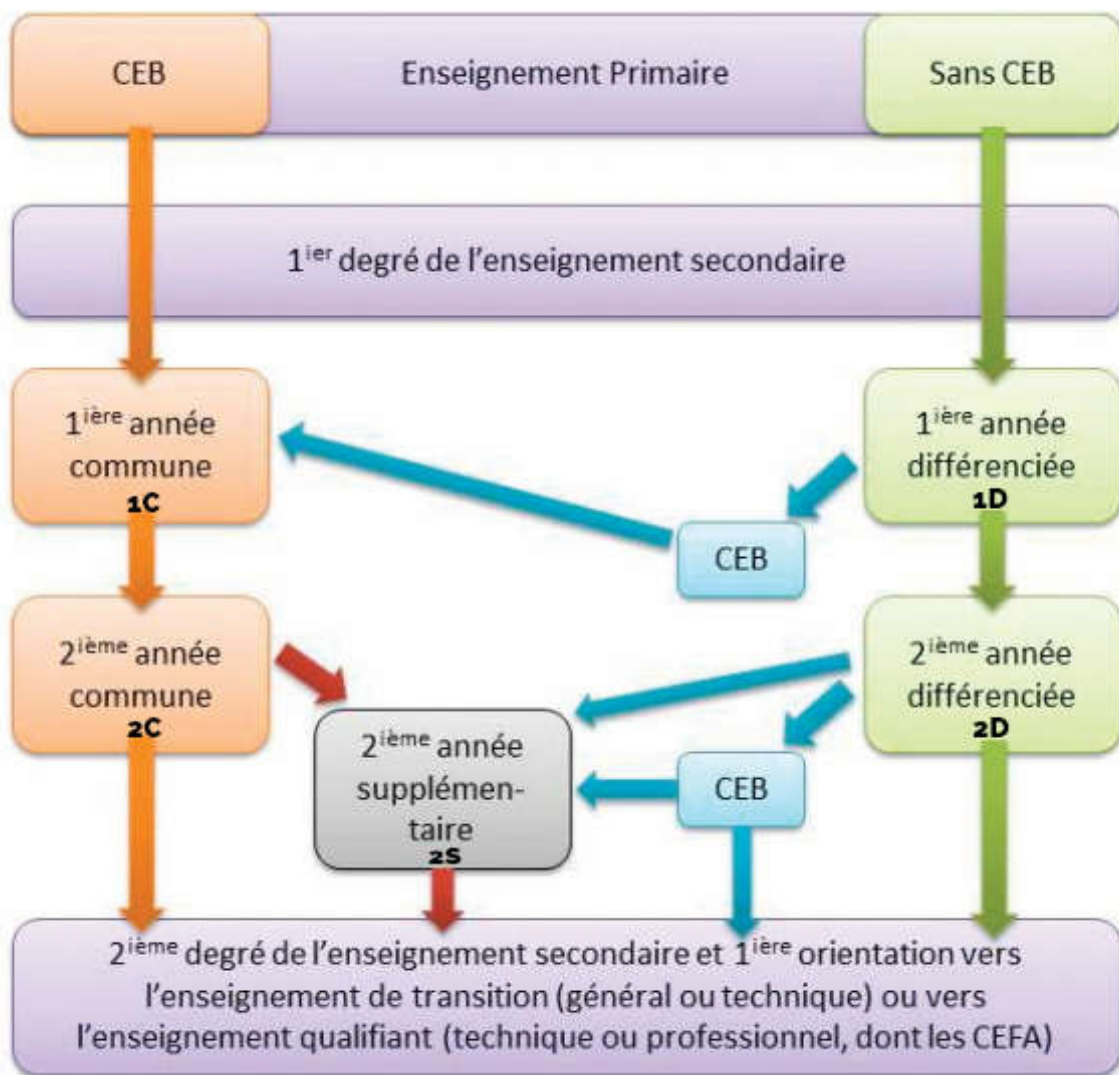 CEB
Enseignement Primaire
Sans CEB
1ier degré de l'enseignement secondaire
1ière année
commune
1C
1ière année
différenciée
1D
CEB
2ième année
commune
2C
2ième année
différenciée
2D
2ième année
supplémen-
taire
2S
CEB
2ième degré de l'enseignement secondaire et 1ière orientation vers
l'enseignement de transition (général ou technique) ou vers
l'enseignement qualifiant (technique ou professionnel, dont les CEFA)